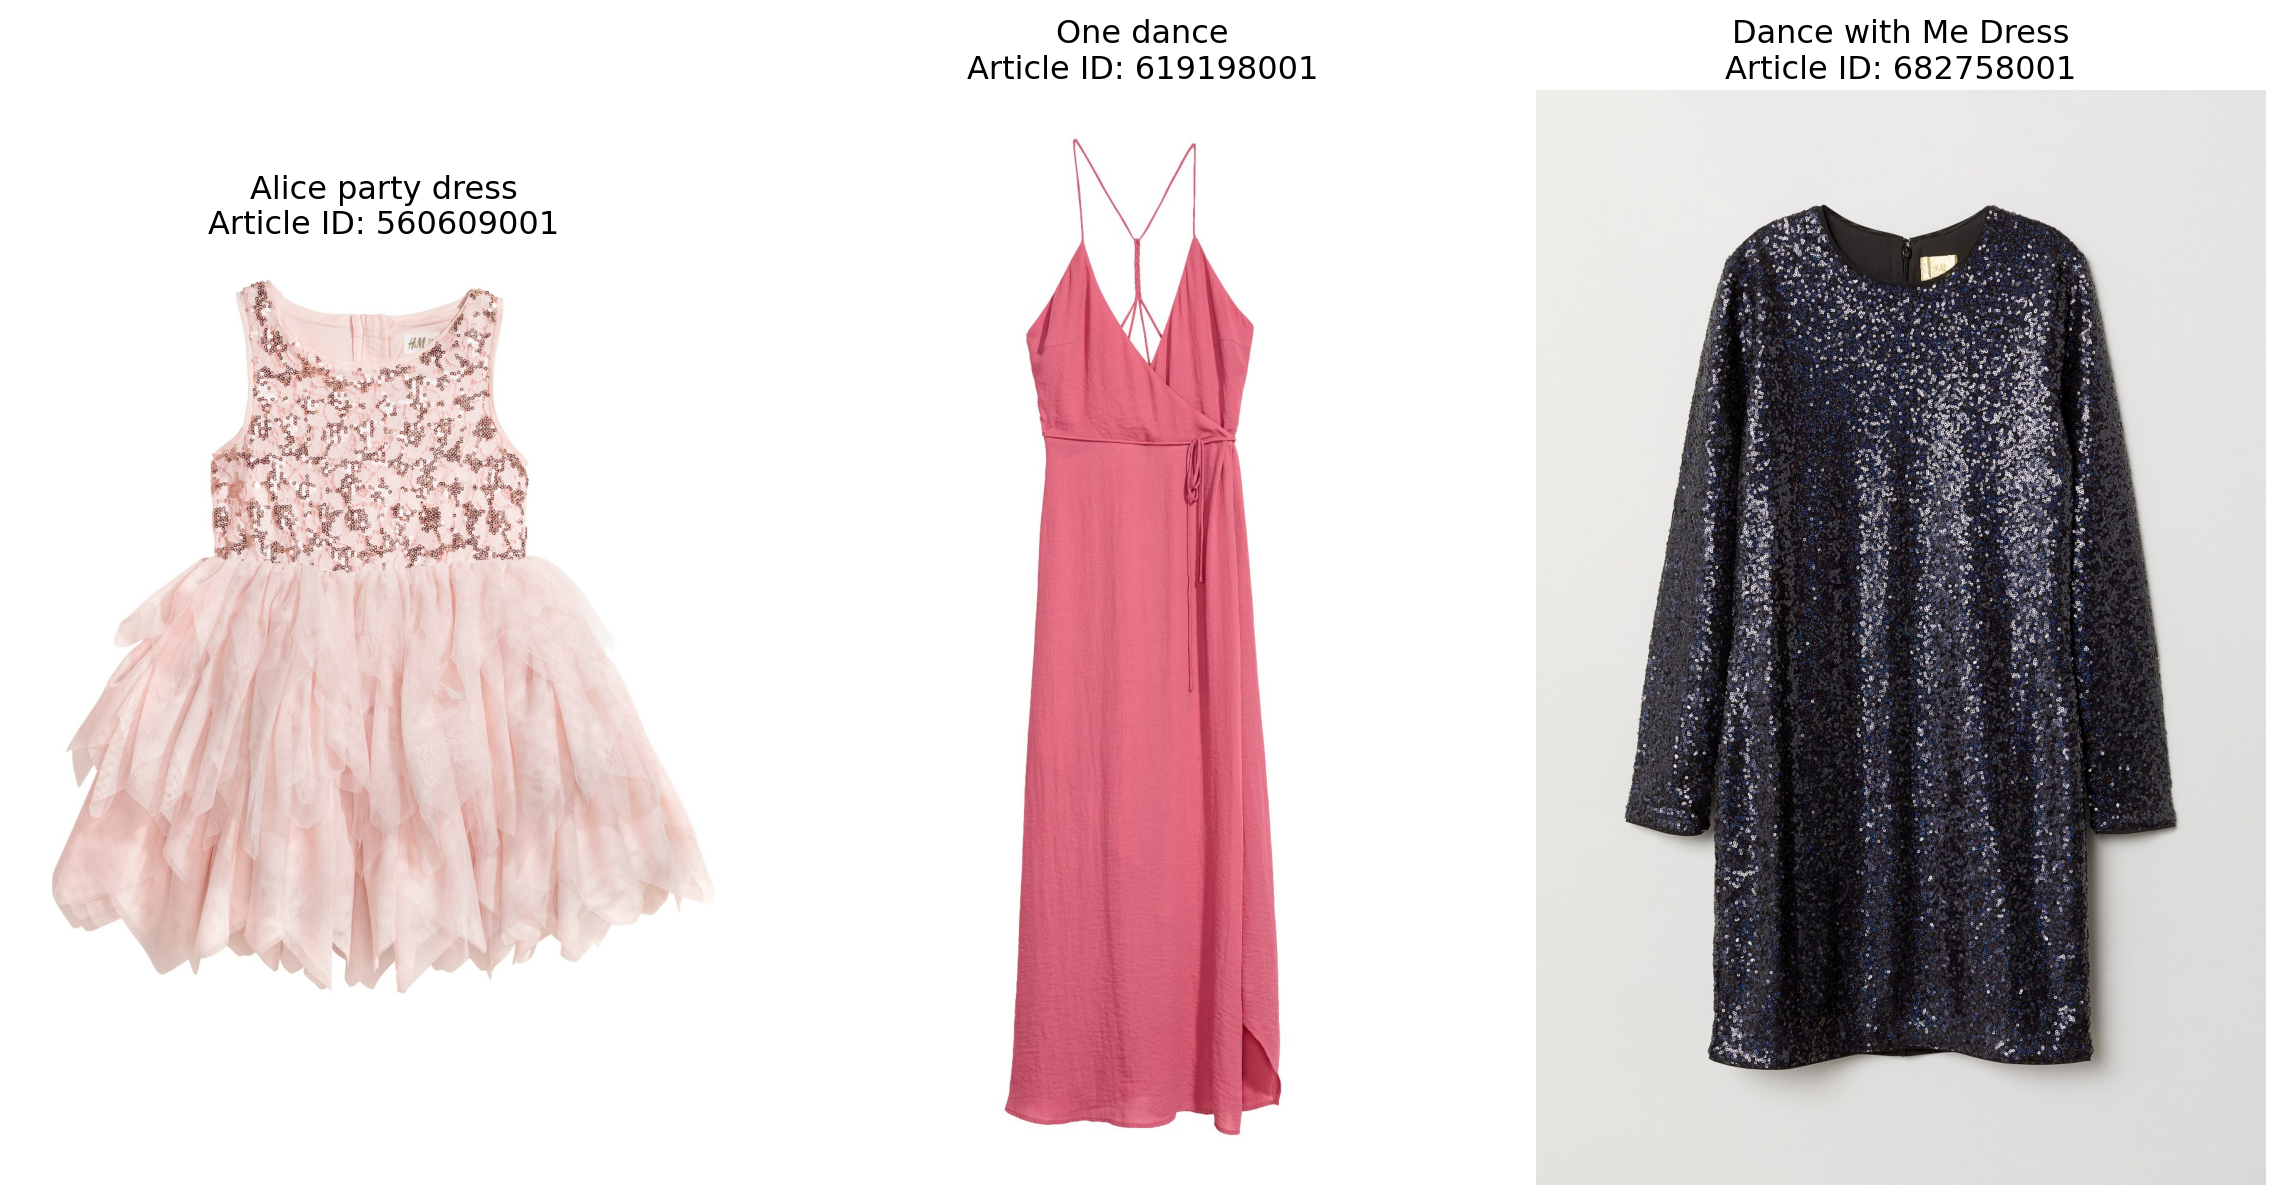 Alice party dress
Article ID: 560609001
H&M
One dance
Article ID: 619198001
Dance with Me Dress
Article ID: 682758001